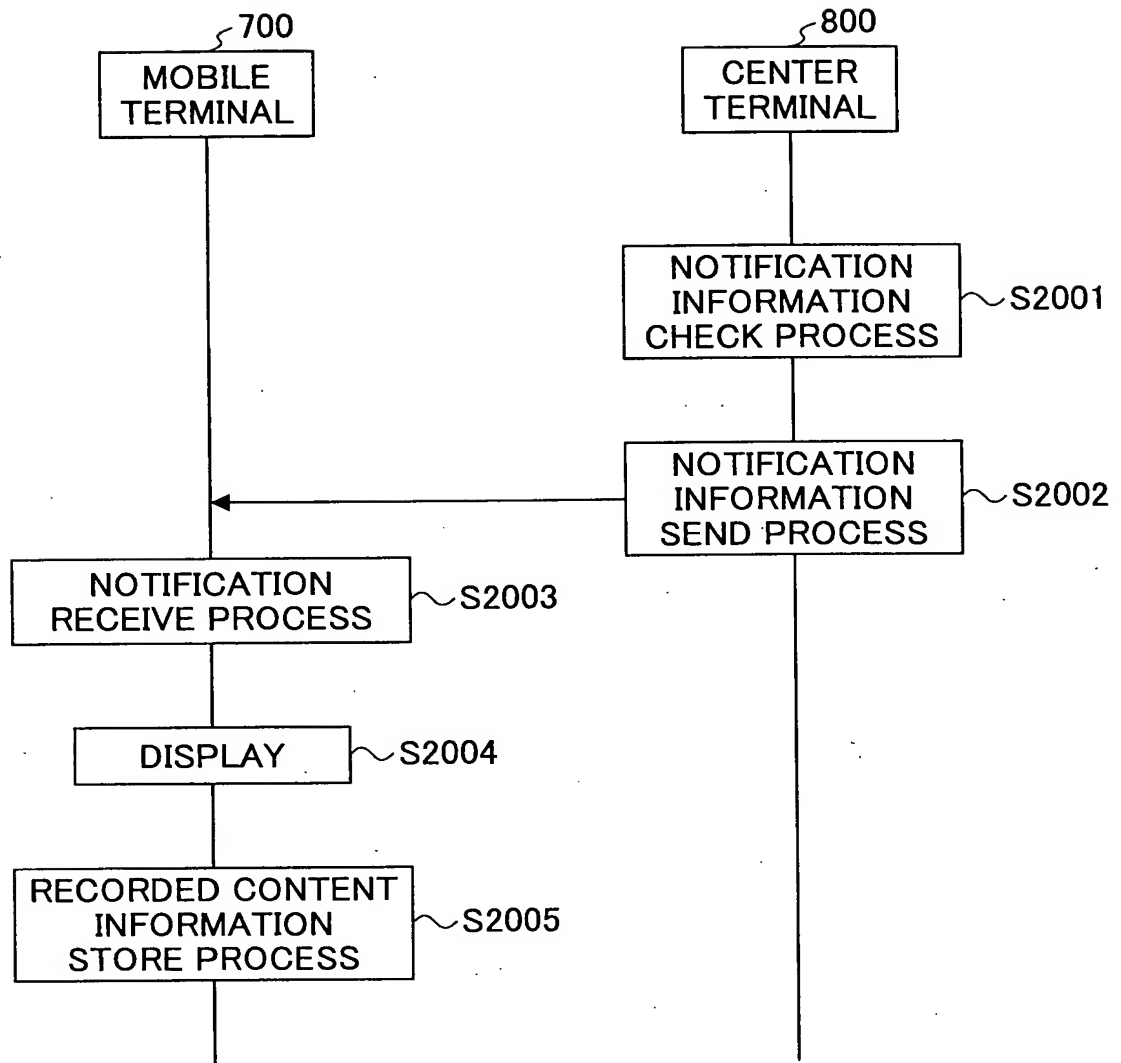 700
MOBILE
TERMINAL
800
CENTER
TERMINAL
NOTIFICATION
INFORMATION
CHECK PROCESS
S2001
NOTIFICATION
INFORMATION
SEND PROCESS
S2002
NOTIFICATION
RECEIVE PROCESS
S2003
DISPLAY
S2004
RECORDED CONTENT
INFORMATION
STORE PROCESS
S2005